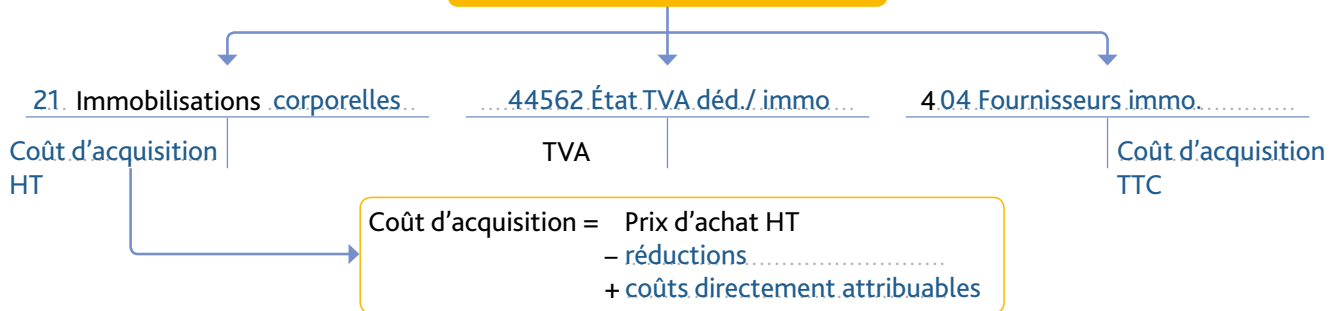 21 Immobilisations corporelles
44562 État TVA déd./ immo
404 Fournisseurs immo.
Coût d'acquisition
HT
TVA
Coût d'acquisition
TTC
Coût d'acquisition = Prix d'achat HT
– réductions
+ coûts directement attribuables